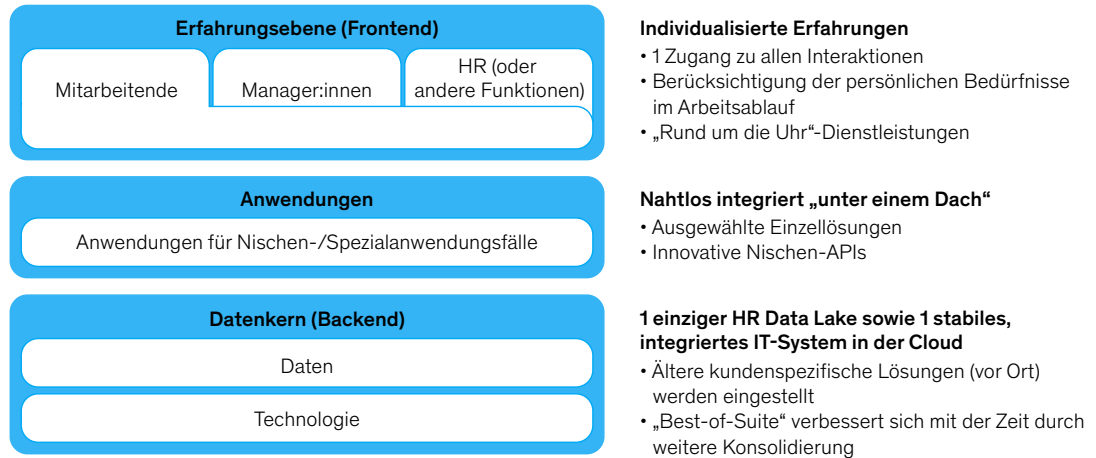 Erfahrungsebene (Frontend)
Mitarbeitende
Manager:innen
HR (oder
andere Funktionen)
Individualisierte Erfahrungen
• 1 Zugang zu allen Interaktionen
• Berücksichtigung der persönlichen Bedürfnisse
im Arbeitsablauf
• „Rund um die Uhr“-Dienstleistungen
Anwendungen
Anwendungen für Nischen-/Spezialanwendungsfälle
Nahtlos integriert „unter einem Dach“
• Ausgewählte Einzellösungen
• Innovative Nischen-APIs
Datenkern (Backend)
Daten
Technologie
1 einziger HR Data Lake sowie 1 stabiles,
integriertes IT-System in der Cloud
• Ältere kundenspezifische Lösungen (vor Ort)
werden eingestellt
• „Best-of-Suite“ verbessert sich mit der Zeit durch
weitere Konsolidierung